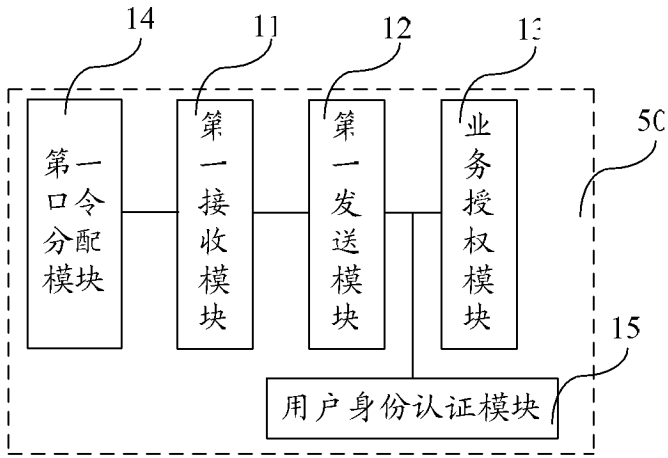 14
11
12
13
50
第一
口令
分配
模块
第一接收模块
第一发送模块
业务授权模块
15
用户身份认证模块